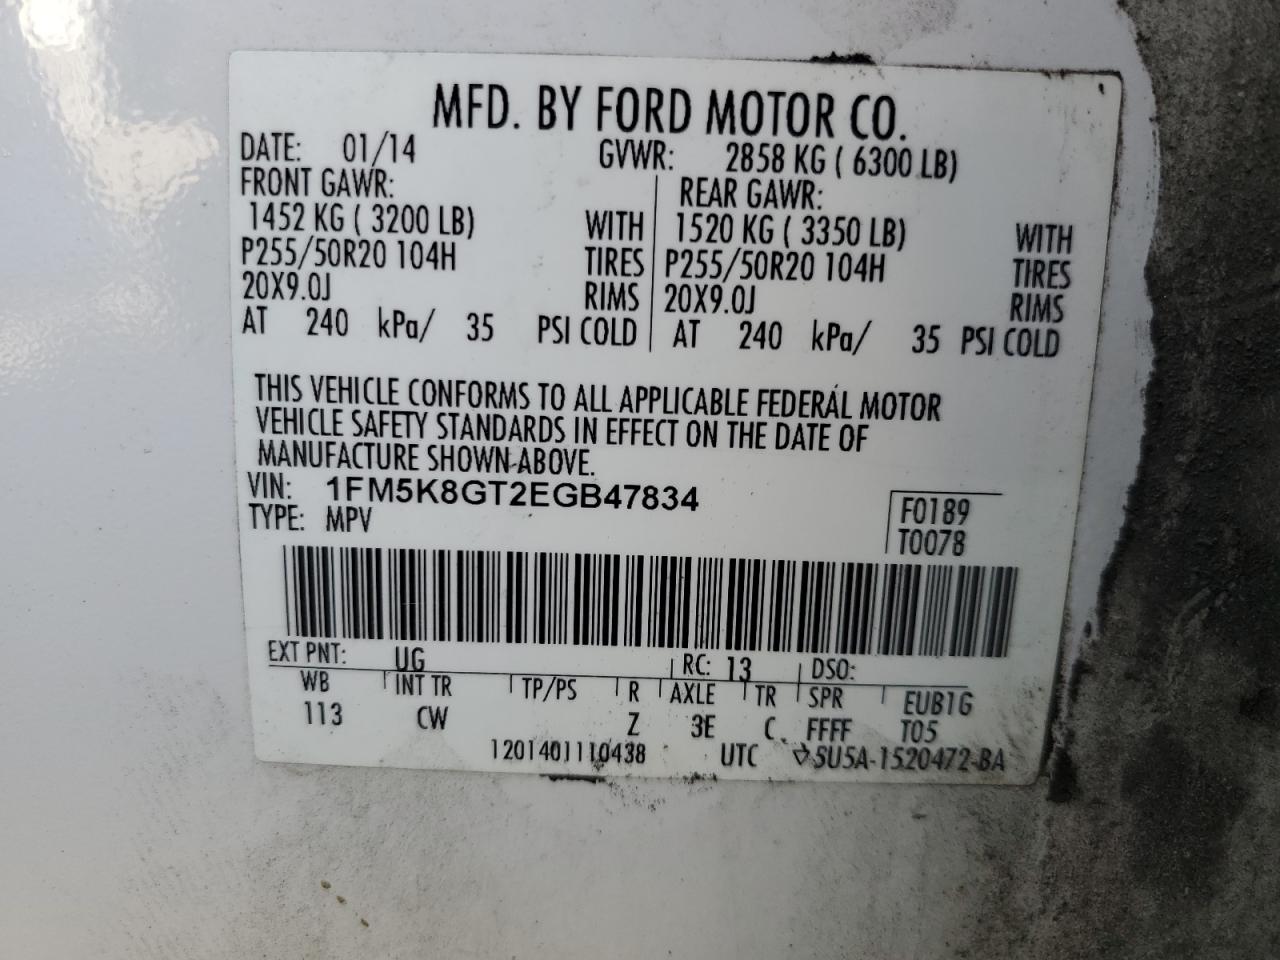 MFD. BY FORD MOTOR CO.
DATE: 01/14 GVWR: 2858 KG ( 6300 LB)
FRONT GAWR: REAR GAWR:
1452 KG ( 3200 LB) WITH 1520 KG ( 3350 LB) WITH
P255/50R20 104H TIRES P255/50R20 104H TIRES
20X9.0J RIMS 20X9.0J RIMS
AT 240 kPa/ 35 PSI COLD AT 240 kPa/ 35 PSI COLD
THIS VEHICLE CONFORMS TO ALL APPLICABLE FEDERAL MOTOR
VEHICLE SAFETY STANDARDS IN EFFECT ON THE DATE OF
MANUFACTURE SHOWN ABOVE.
VIN: 1FM5K8GT2EGB47834 F0189
TYPE: MPV T0078
EXT PNT: UG RC: 13 DSO:
WB INT TR TP/PS R AXLE TR SPR EUB1G
113 CW Z 3E C FFFF T05
1201401110438 UTC 5U5A-1520472-BA